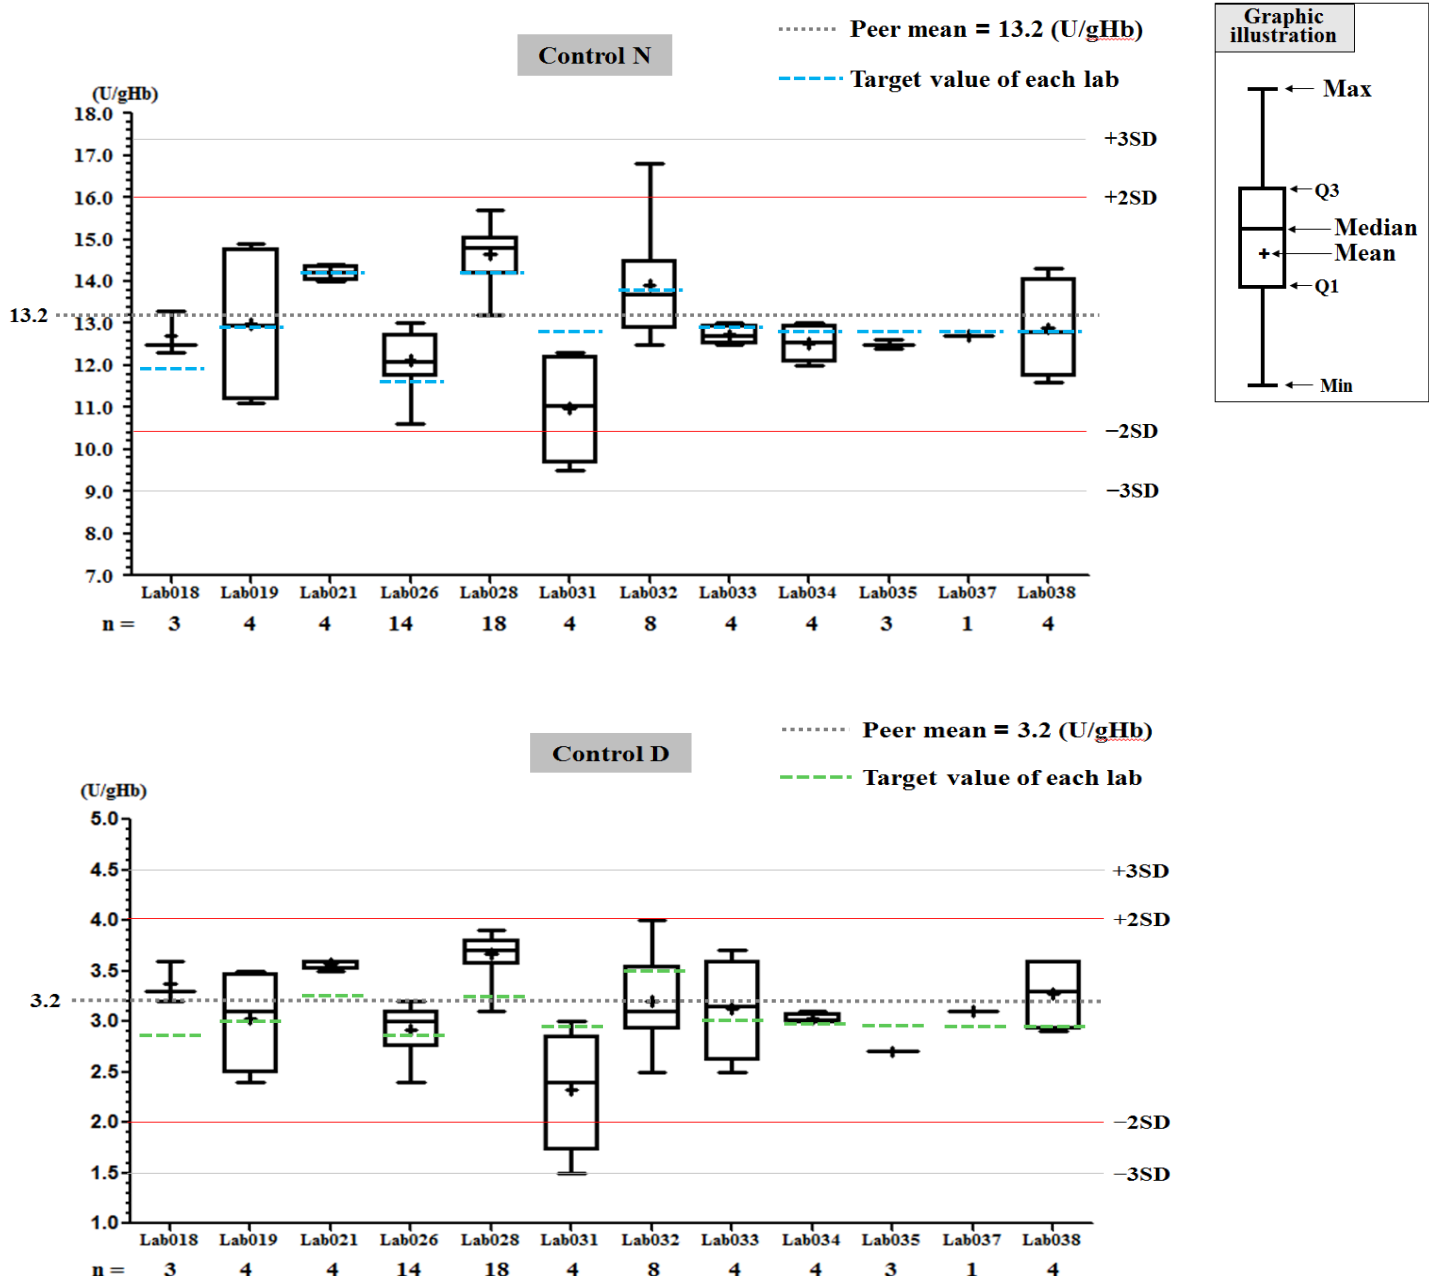 Peer mean = 13.2 (U/gHb)
Control N
Target value of each lab
(U/gHb)
18.0
+3SD
17.0
16.0
+2SD
15.0
14.0
13.2
13.0
12.0
11.0
−2SD
10.0
9.0
−3SD
8.0
7.0
Lab018 Lab019 Lab021 Lab026 Lab028 Lab031 Lab032 Lab033 Lab034 Lab035 Lab037 Lab038
n = 3 4 4 14 18 4 8 4 4 3 1 4
Graphic
illustration
Max
Q3
Median
Mean
Q1
Min
Peer mean = 3.2 (U/gHb)
Control D
Target value of each lab
(U/gHb)
5.0
4.5
+3SD
4.0
+2SD
3.5
3.2
3.0
2.5
2.0
−2SD
1.5
−3SD
1.0
Lab018 Lab019 Lab021 Lab026 Lab028 Lab031 Lab032 Lab033 Lab034 Lab035 Lab037 Lab038
n = 3 4 4 14 18 4 8 4 4 3 1 4